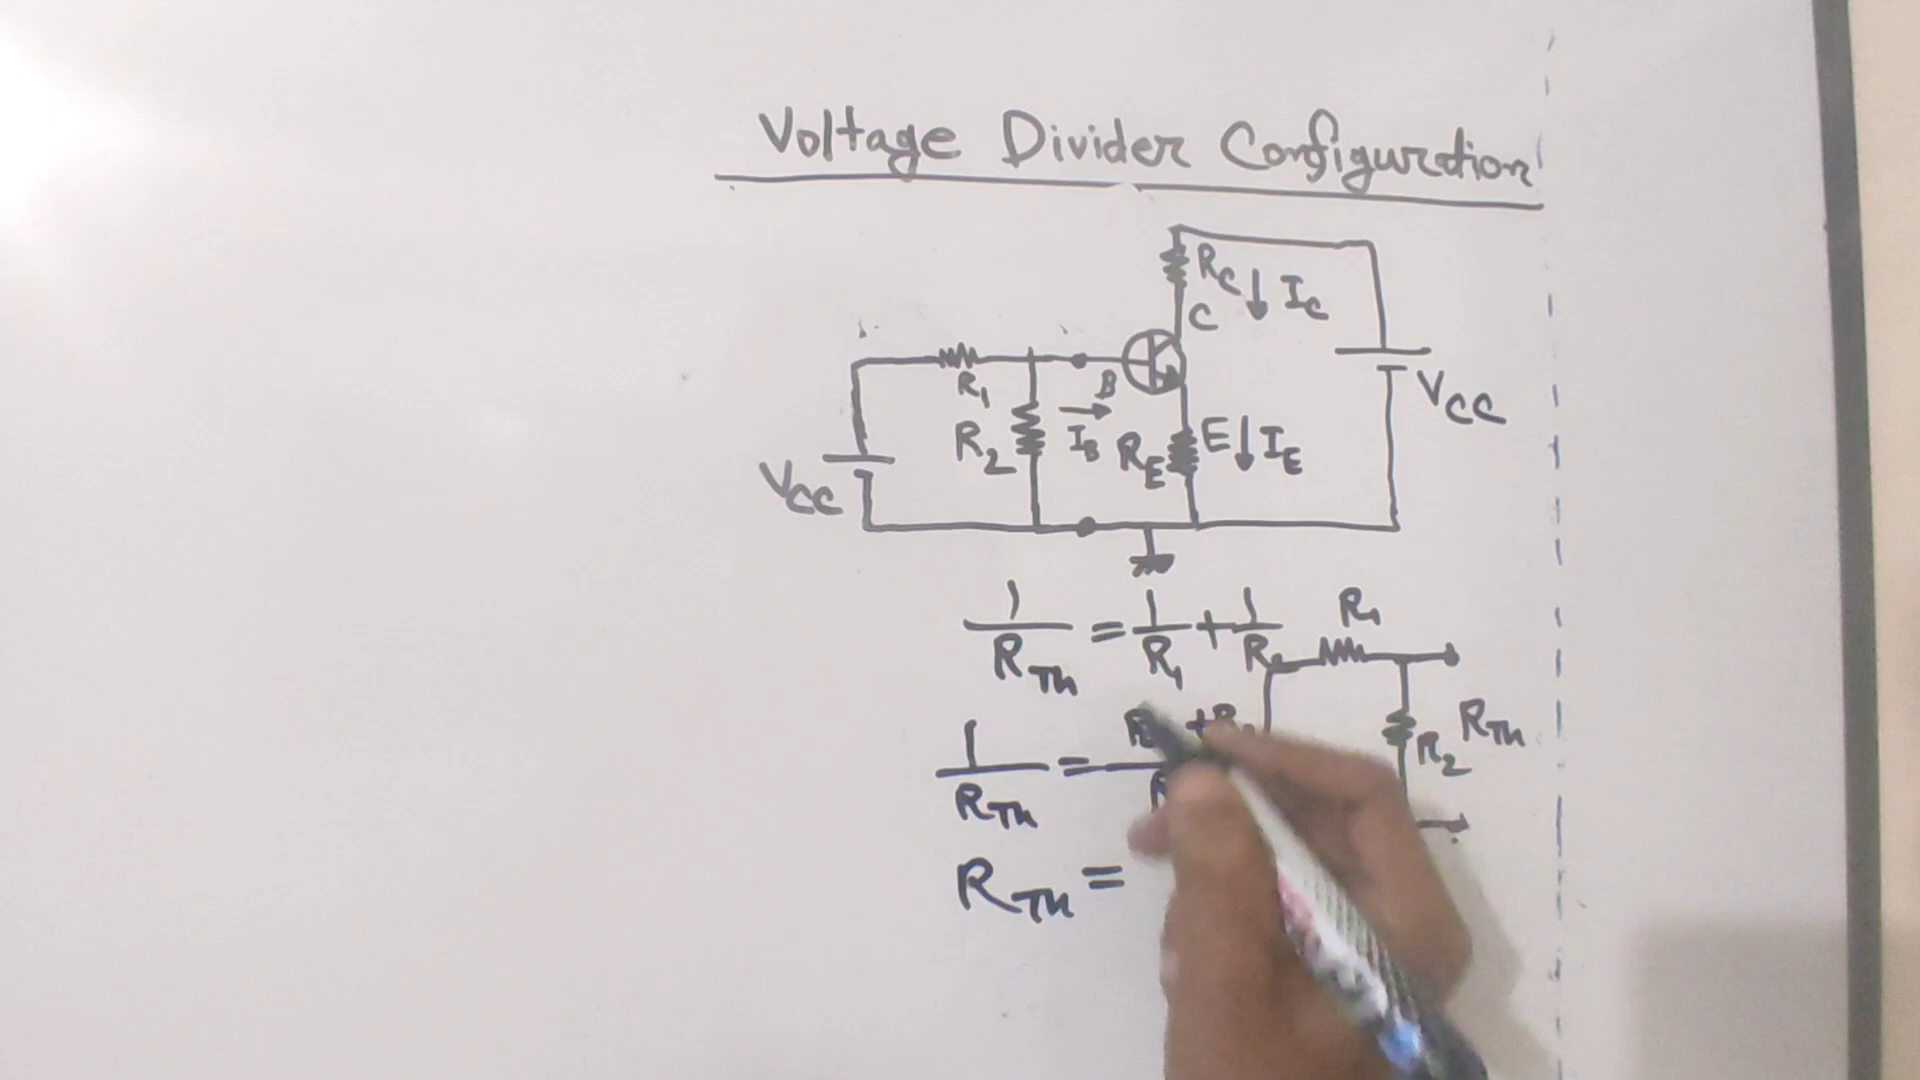 Voltage Divider Configuration
RC ↓ IC
C
R1
B
R2
IB
RE
E ↓ IE
VCC
VCC
1/RTh = 1/R1 + 1/R2
R1
1/RTh =
R2
RTh
RTh =